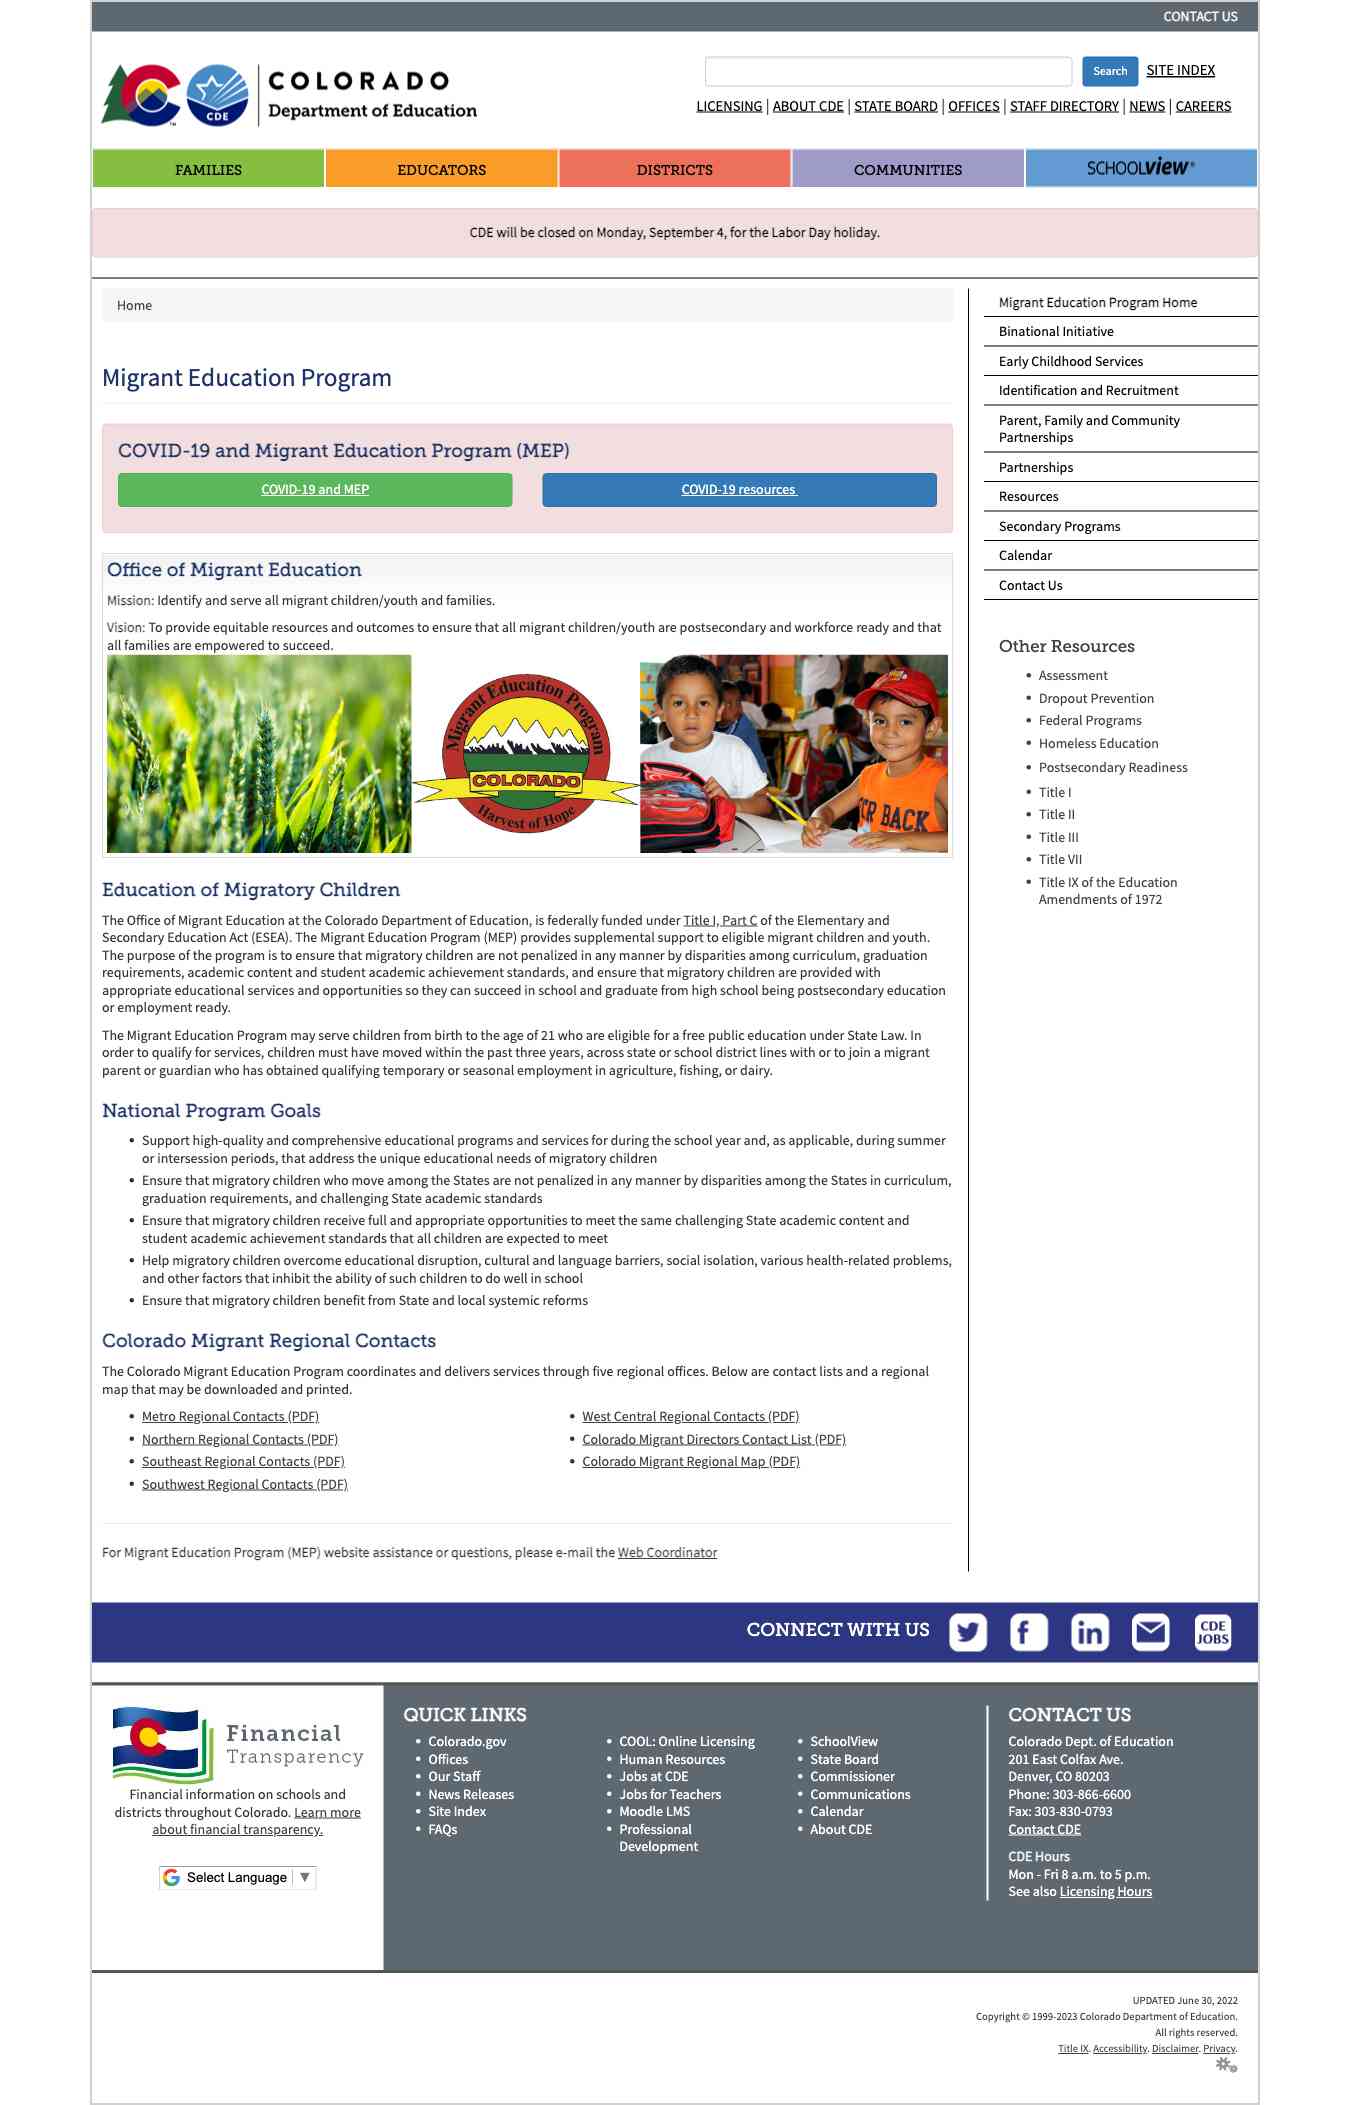 CONTACT US
COLORADO
Department of Education
CDE
TM
Search
SITE INDEX
LICENSING | ABOUT CDE | STATE BOARD | OFFICES | STAFF DIRECTORY | NEWS | CAREERS
FAMILIES
EDUCATORS
DISTRICTS
COMMUNITIES
SCHOOLview®
CDE will be closed on Monday, September 4, for the Labor Day holiday.
Home
Migrant Education Program
COVID-19 and Migrant Education Program (MEP)
COVID-19 and MEP
COVID-19 resources
Office of Migrant Education
Mission: Identify and serve all migrant children/youth and families.
Vision: To provide equitable resources and outcomes to ensure that all migrant children/youth are postsecondary and workforce ready and that
all families are empowered to succeed.
Migrant Education Program
COLORADO
Harvest of Hope
ER BACK
Education of Migratory Children
The Office of Migrant Education at the Colorado Department of Education, is federally funded under Title I, Part C of the Elementary and
Secondary Education Act (ESEA). The Migrant Education Program (MEP) provides supplemental support to eligible migrant children and youth.
The purpose of the program is to ensure that migratory children are not penalized in any manner by disparities among curriculum, graduation
requirements, academic content and student academic achievement standards, and ensure that migratory children are provided with
appropriate educational services and opportunities so they can succeed in school and graduate from high school being postsecondary education
or employment ready.
The Migrant Education Program may serve children from birth to the age of 21 who are eligible for a free public education under State Law. In
order to qualify for services, children must have moved within the past three years, across state or school district lines with or to join a migrant
parent or guardian who has obtained qualifying temporary or seasonal employment in agriculture, fishing, or dairy.
National Program Goals
• Support high-quality and comprehensive educational programs and services for during the school year and, as applicable, during summer
or intersession periods, that address the unique educational needs of migratory children
• Ensure that migratory children who move among the States are not penalized in any manner by disparities among the States in curriculum,
graduation requirements, and challenging State academic standards
• Ensure that migratory children receive full and appropriate opportunities to meet the same challenging State academic content and
student academic achievement standards that all children are expected to meet
• Help migratory children overcome educational disruption, cultural and language barriers, social isolation, various health-related problems,
and other factors that inhibit the ability of such children to do well in school
• Ensure that migratory children benefit from State and local systemic reforms
Colorado Migrant Regional Contacts
The Colorado Migrant Education Program coordinates and delivers services through five regional offices. Below are contact lists and a regional
map that may be downloaded and printed.
• Metro Regional Contacts (PDF)
• Northern Regional Contacts (PDF)
• Southeast Regional Contacts (PDF)
• Southwest Regional Contacts (PDF)
• West Central Regional Contacts (PDF)
• Colorado Migrant Directors Contact List (PDF)
• Colorado Migrant Regional Map (PDF)
For Migrant Education Program (MEP) website assistance or questions, please e-mail the Web Coordinator
Migrant Education Program Home
Binational Initiative
Early Childhood Services
Identification and Recruitment
Parent, Family and Community
Partnerships
Partnerships
Resources
Secondary Programs
Calendar
Contact Us
Other Resources
• Assessment
• Dropout Prevention
• Federal Programs
• Homeless Education
• Postsecondary Readiness
• Title I
• Title II
• Title III
• Title VII
• Title IX of the Education
Amendments of 1972
CONNECT WITH US
CDE
JOBS
Financial
Transparency
Financial information on schools and
districts throughout Colorado. Learn more
about financial transparency.
Select Language ▼
QUICK LINKS
• Colorado.gov
• Offices
• Our Staff
• News Releases
• Site Index
• FAQs
• COOL: Online Licensing
• Human Resources
• Jobs at CDE
• Jobs for Teachers
• Moodle LMS
• Professional
Development
• SchoolView
• State Board
• Commissioner
• Communications
• Calendar
• About CDE
CONTACT US
Colorado Dept. of Education
201 East Colfax Ave.
Denver, CO 80203
Phone: 303-866-6600
Fax: 303-830-0793
Contact CDE
CDE Hours
Mon - Fri 8 a.m. to 5 p.m.
See also Licensing Hours
UPDATED June 30, 2022
Copyright © 1999-2023 Colorado Department of Education.
All rights reserved.
Title IX. Accessibility. Disclaimer. Privacy.